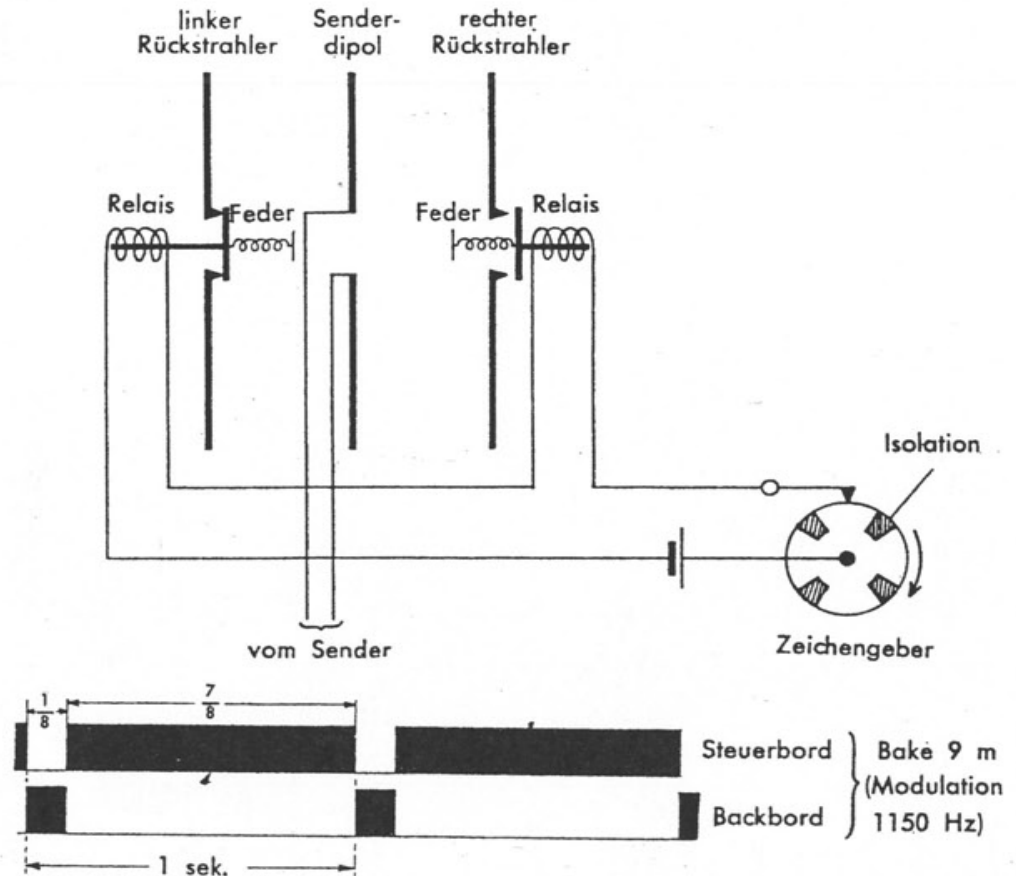 linker
Rückstrahler
Sender-
dipol
rechter
Rückstrahler
Relais
Feder
Feder
Relais
Isolation
vom Sender
Zeichengeber
1/8
7/8
Steuerbord
Backbord
Bake 9 m
(Modulation
1150 Hz)
1 sek.